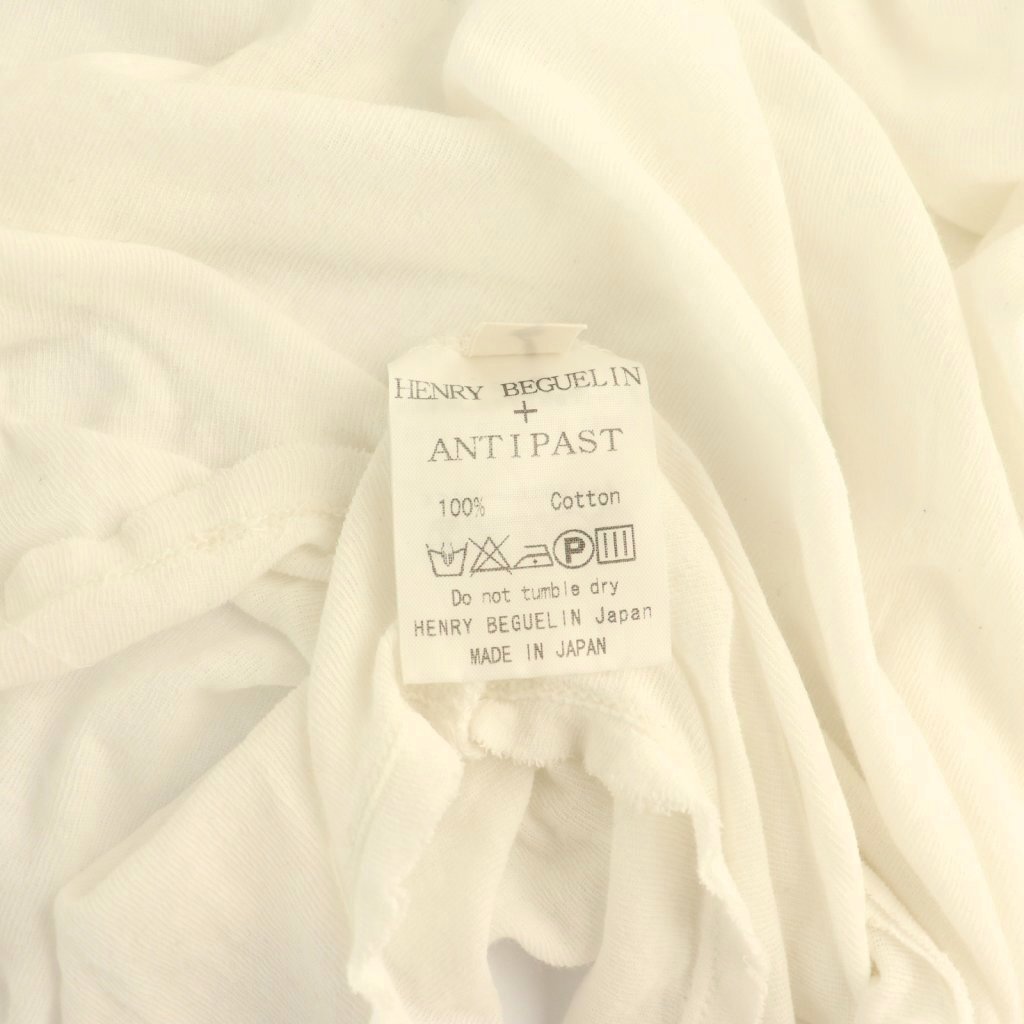 HENRY BEGUELIN
+
ANTIPAST
100% Cotton
P
Do not tumble dry
HENRY BEGUELIN Japan
MADE IN JAPAN